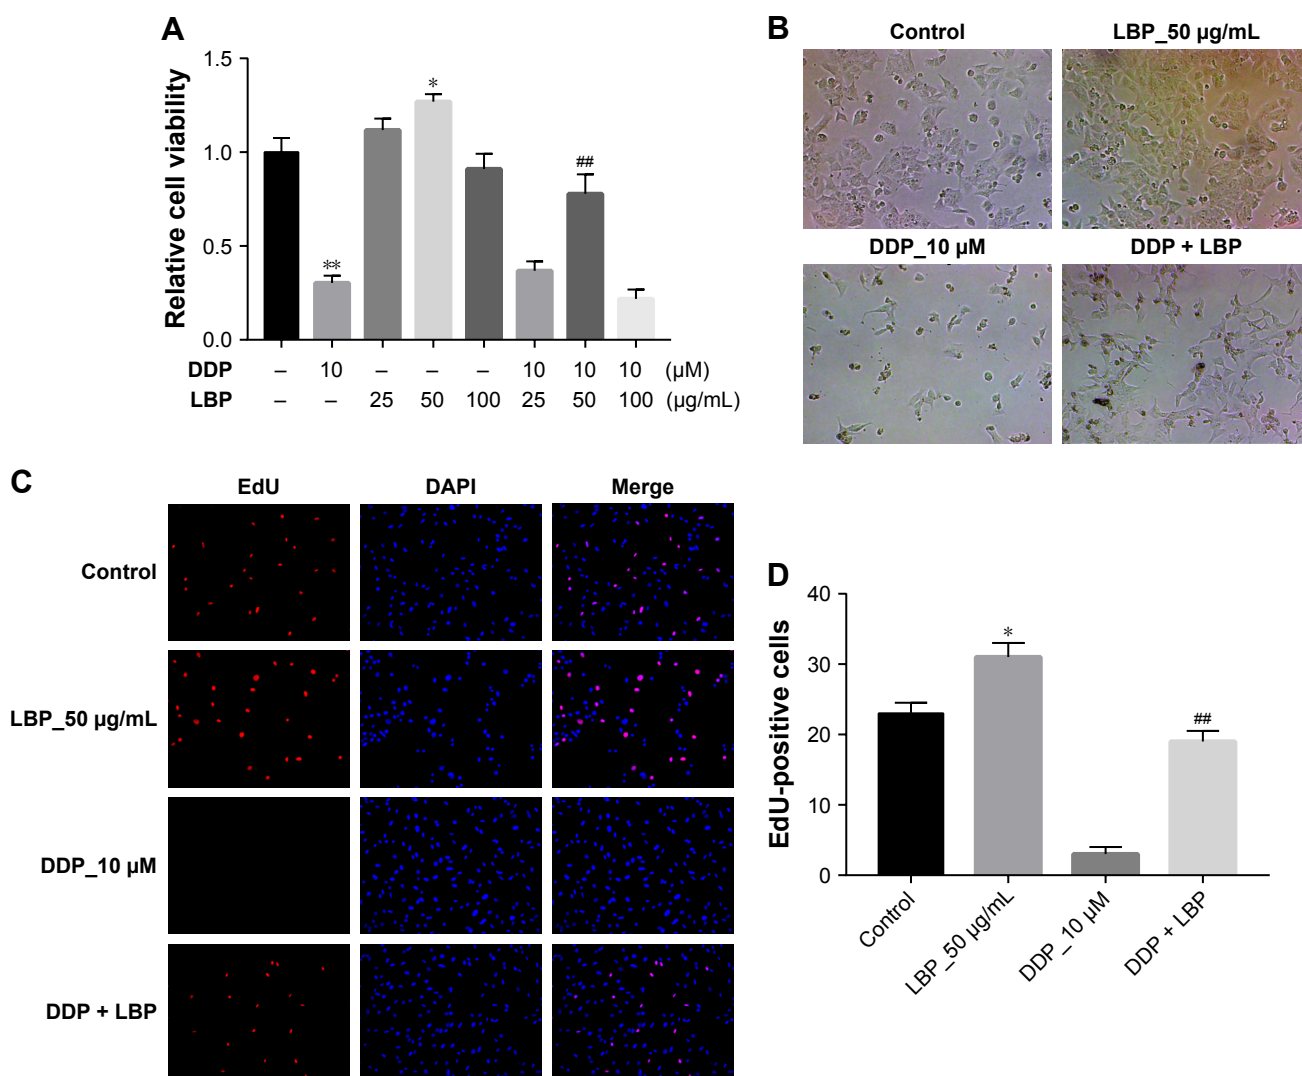 A
1.5
1.0
0.5
0.0
Relative cell viability
**
*
##
DDP – 10 – – – 10 10 10 (µM)
LBP – – 25 50 100 25 50 100 (µg/mL)
B
Control LBP_50 µg/mL
DDP_10 µM DDP + LBP
C
EdU DAPI Merge
Control
LBP_50 µg/mL
DDP_10 µM
DDP + LBP
D
40
30
20
10
0
EdU-positive cells
*
##
Control
LBP_50 µg/mL
DDP_10 µM
DDP + LBP